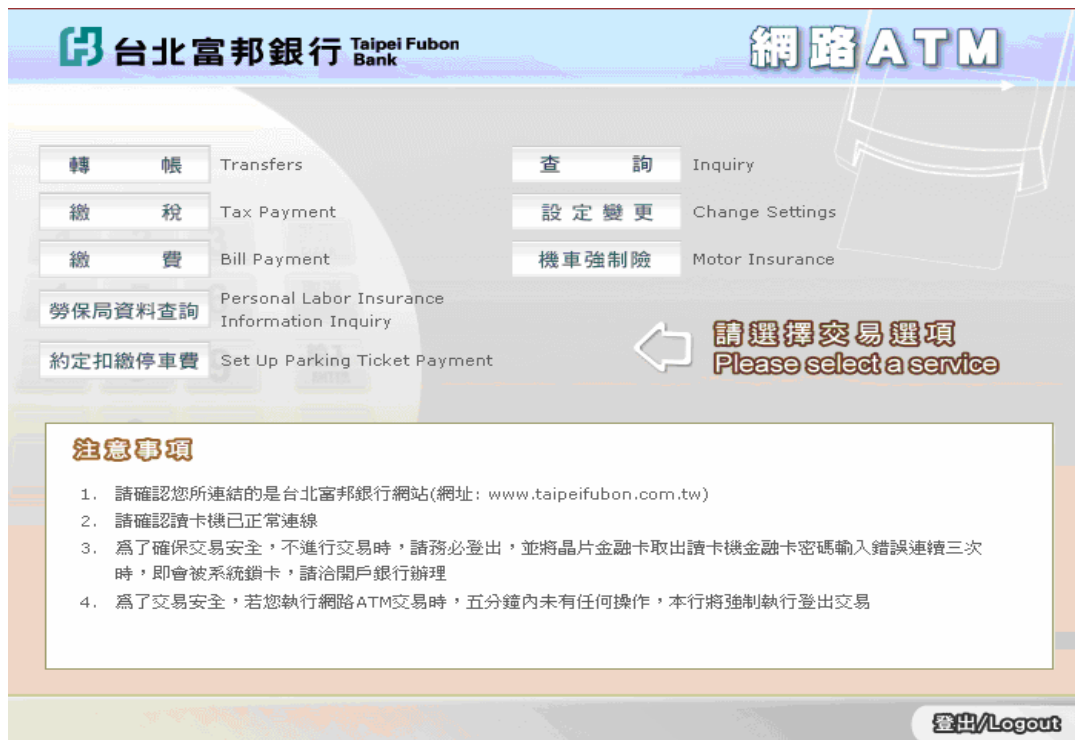 台北富邦銀行 Taipei Fubon Bank
網路ATM
轉 帳 Transfers
查 詢 Inquiry
繳 稅 Tax Payment
設定變更 Change Settings
繳 費 Bill Payment
機車強制險 Motor Insurance
勞保局資料查詢 Personal Labor Insurance
Information Inquiry
請選擇交易選項
Please select a service
約定扣繳停車費 Set Up Parking Ticket Payment
注意事項
1. 請確認您所連結的是台北富邦銀行網站(網址: www.taipeifubon.com.tw)
2. 請確認讀卡機已正常連線
3. 為了確保交易安全,不進行交易時,請務必登出,並將晶片金融卡取出讀卡機金融卡密碼輸入錯誤連續三次
時,即會被系統鎖卡,請洽開戶銀行辦理
4. 為了交易安全,若您執行網路ATM交易時,五分鐘內未有任何操作,本行將強制執行登出交易
登出/Logout